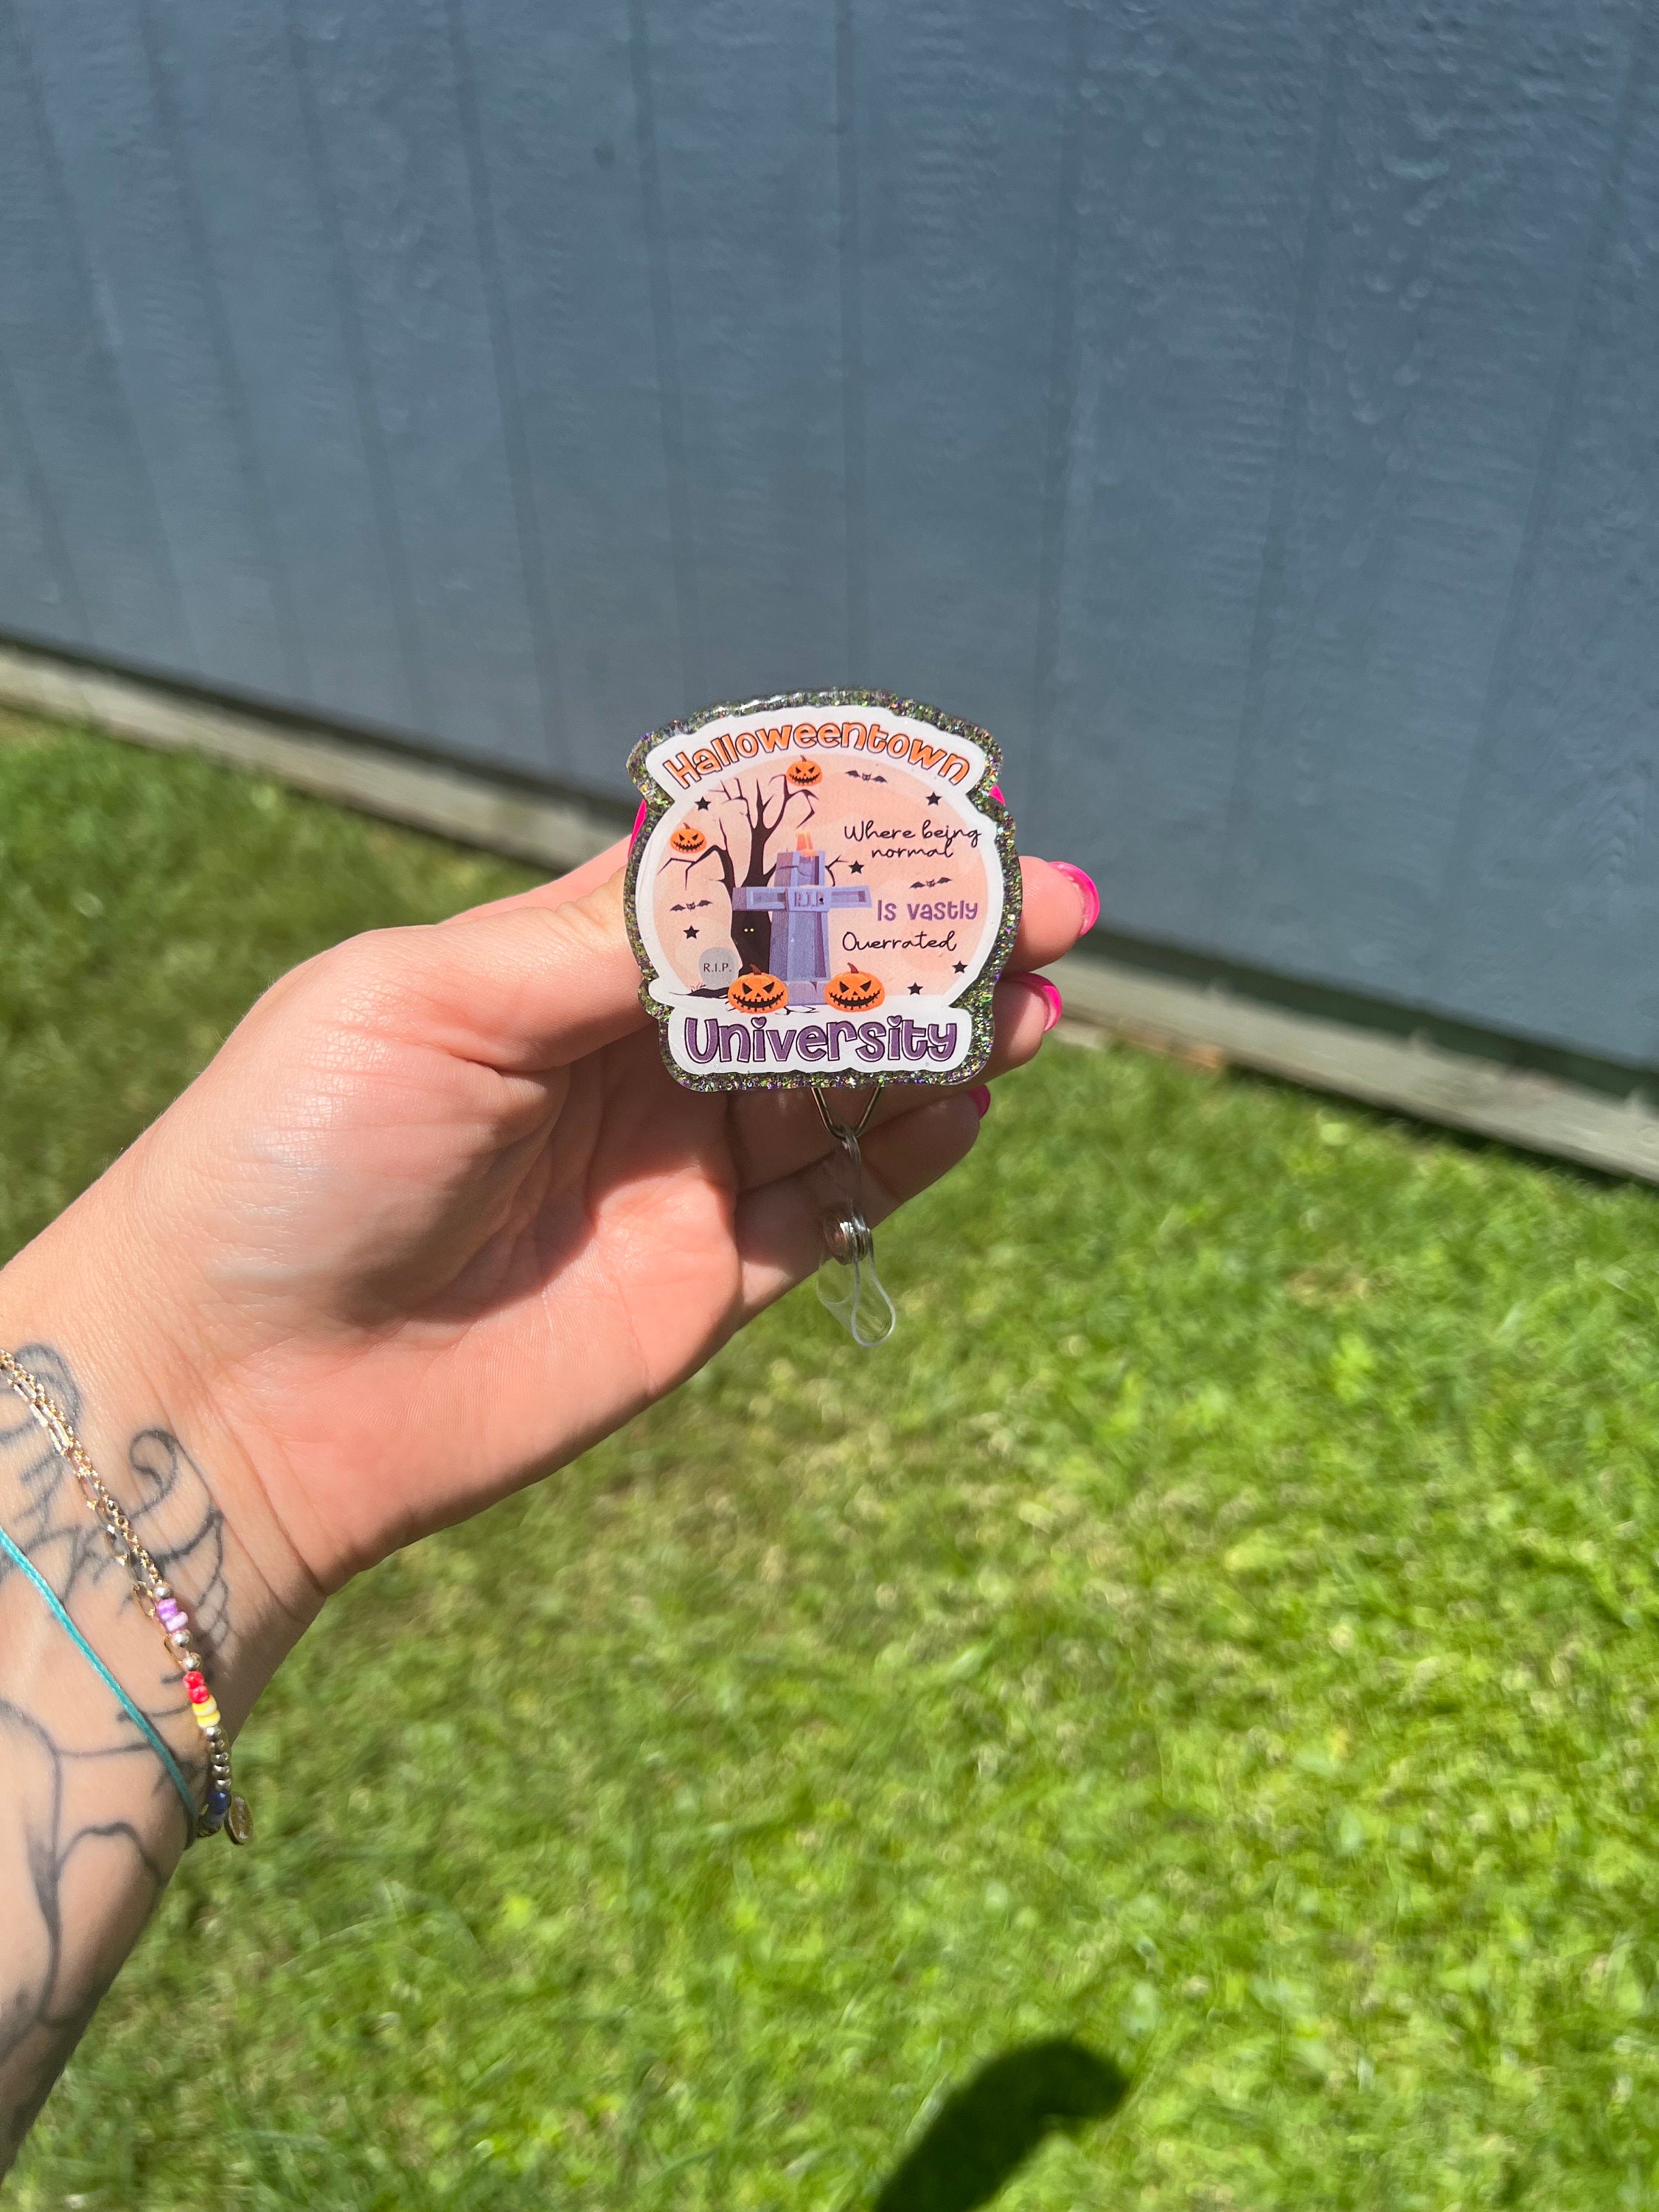 Halloweentown
Where being
normal
Is vastly
Overrated
R.I.P
R.I.P.
University